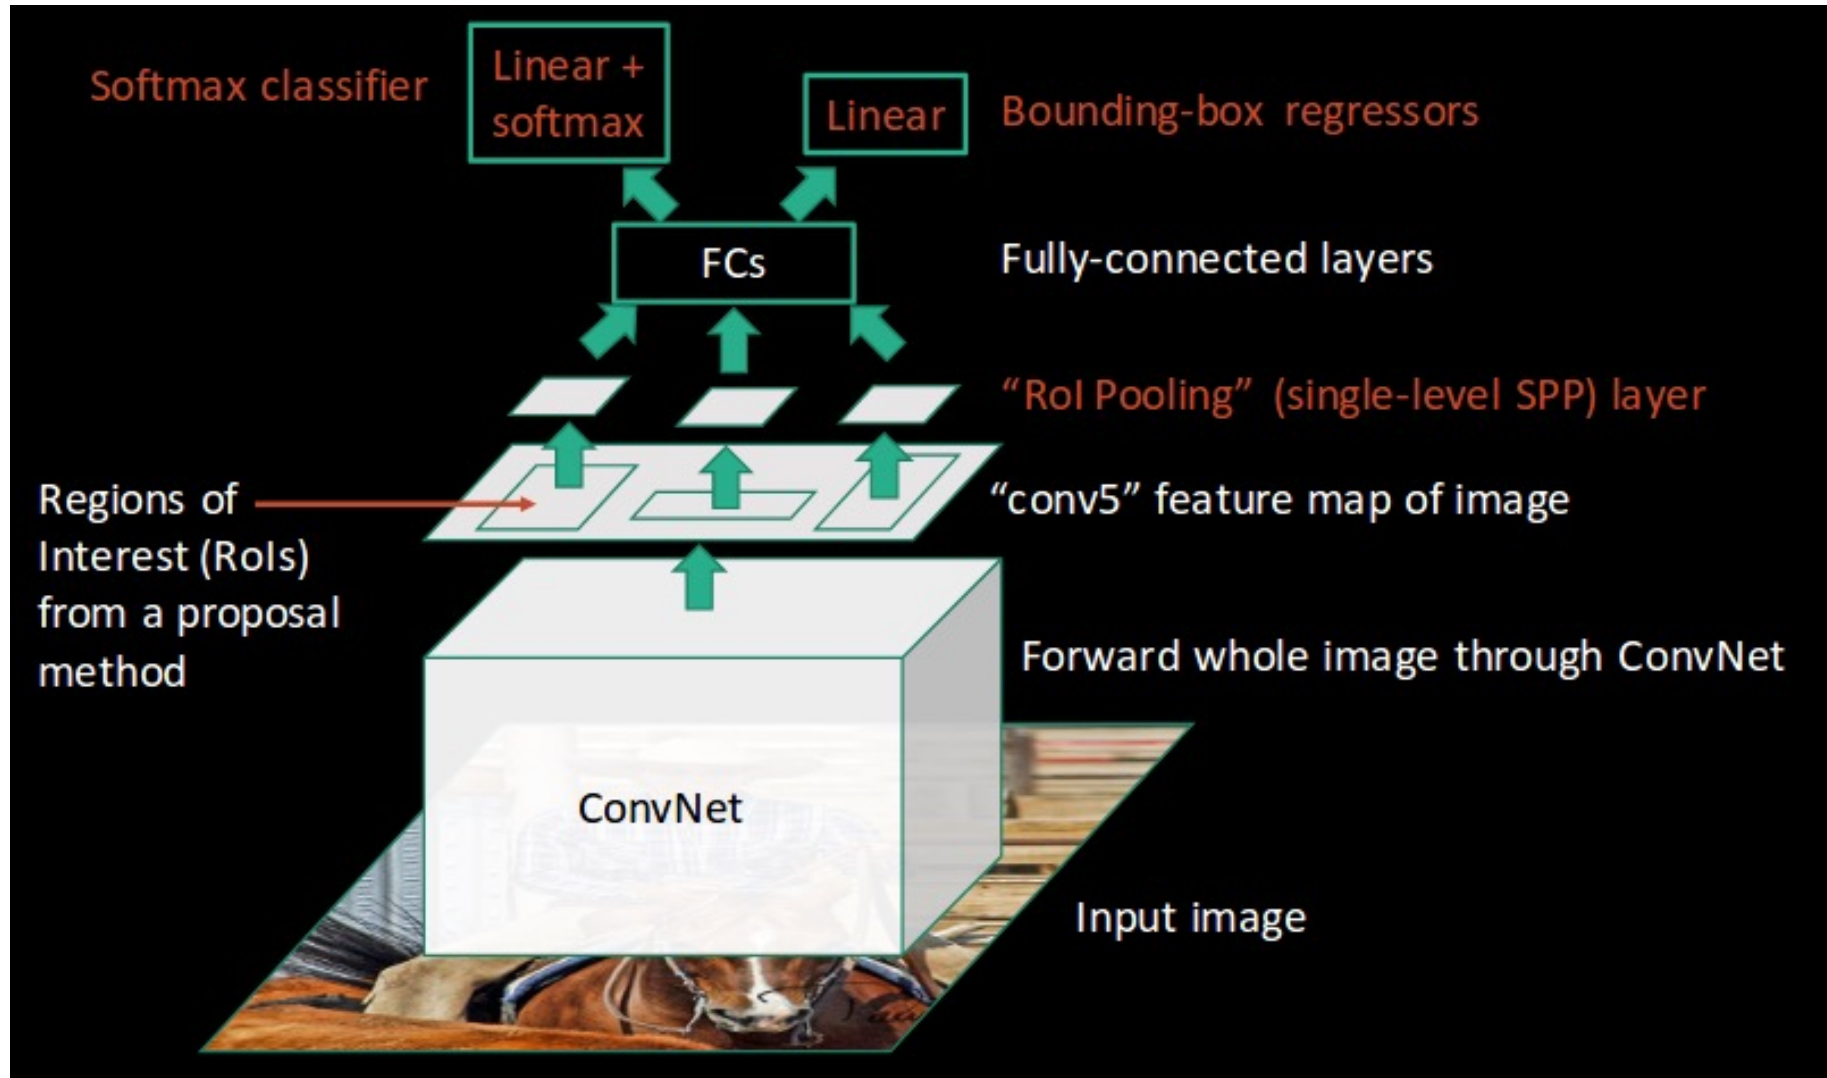 Softmax classifier
Linear +
softmax
Linear
Bounding-box regressors
FCs
Fully-connected layers
“RoI Pooling” (single-level SPP) layer
Regions of
Interest (RoIs)
from a proposal
method
“conv5” feature map of image
Forward whole image through ConvNet
ConvNet
Input image